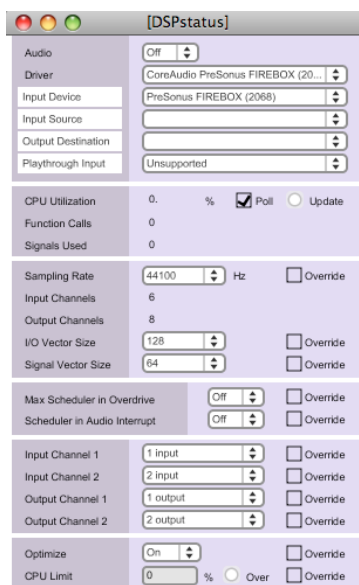 [DSPstatus]
Audio Off
Driver CoreAudio PreSonus FIREBOX (20...
Input Device PreSonus FIREBOX (2068)
Input Source
Output Destination
Playthrough Input Unsupported
CPU Utilization 0. % Poll Update
Function Calls 0
Signals Used 0
Sampling Rate 44100 Hz Override
Input Channels 6
Output Channels 8
I/O Vector Size 128 Override
Signal Vector Size 64 Override
Max Scheduler in Overdrive Off Override
Scheduler in Audio Interrupt Off Override
Input Channel 1 1 input Override
Input Channel 2 2 input Override
Output Channel 1 1 output Override
Output Channel 2 2 output Override
Optimize On Override
CPU Limit 0 % Over Override